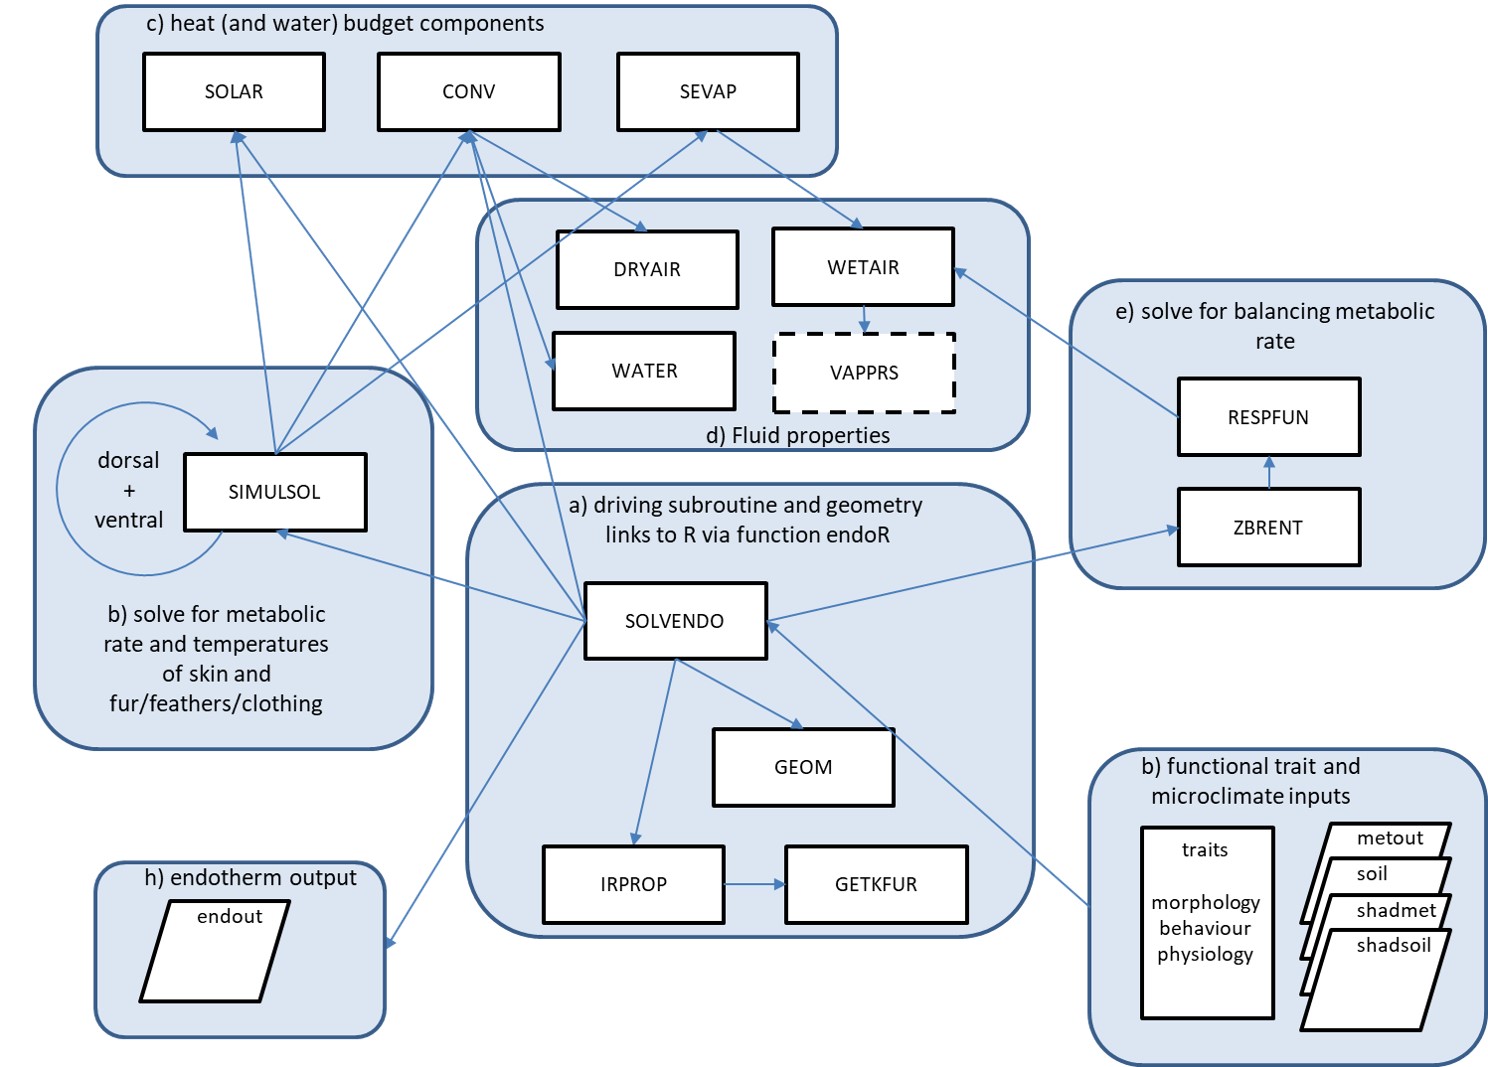 c) heat (and water) budget components
SOLAR
CONV
SEVAP
DRYAIR
WETAIR
WATER
VAPPRS
d) Fluid properties
e) solve for balancing metabolic
rate
RESPFUN
ZBRENT
dorsal
+
ventral
SIMULSOL
b) solve for metabolic
rate and temperatures
of skin and
fur/feathers/clothing
a) driving subroutine and geometry
links to R via function endoR
SOLVENDO
GEOM
IRPROP
GETKFUR
h) endotherm output
endout
b) functional trait and
microclimate inputs
traits
morphology
behaviour
physiology
metout
soil
shadmet
shadsoil